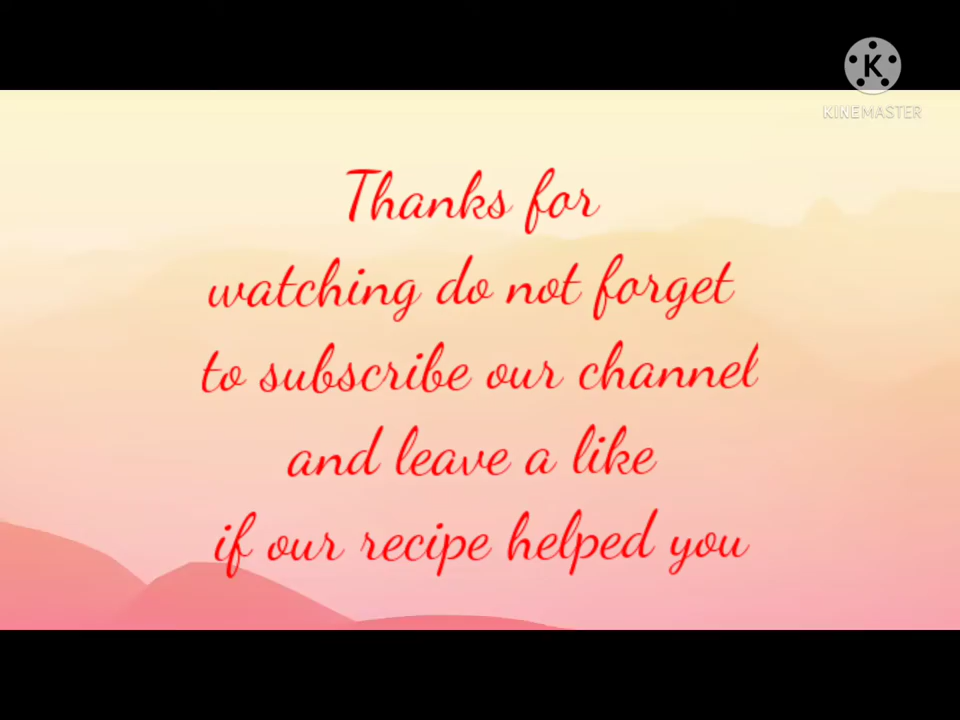 K
KINEMASTER
Thanks for
watching do not forget
to subscribe our channel
and leave a like
if our recipe helped you